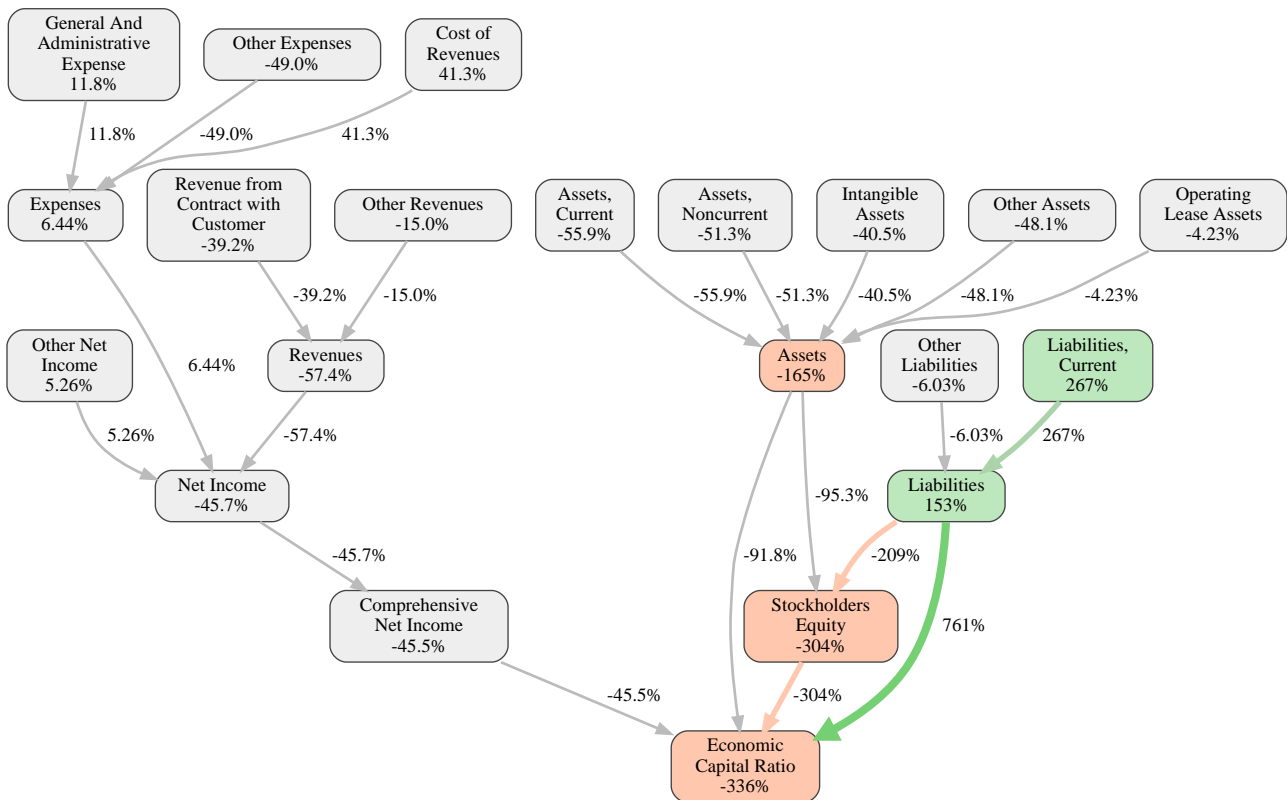 General And
Administrative
Expense
11.8%
Other Expenses
-49.0%
Cost of
Revenues
41.3%
11.8%
-49.0%
41.3%
Expenses
6.44%
Revenue from
Contract with
Customer
-39.2%
Other Revenues
-15.0%
Assets,
Current
-55.9%
Assets,
Noncurrent
-51.3%
Intangible
Assets
-40.5%
Other Assets
-48.1%
Operating
Lease Assets
-4.23%
-39.2%
-15.0%
-55.9%
-51.3%
-40.5%
-48.1%
-4.23%
Other Net
Income
5.26%
6.44%
Revenues
-57.4%
Assets
-165%
Other
Liabilities
-6.03%
Liabilities,
Current
267%
5.26%
-57.4%
-6.03%
267%
Net Income
-45.7%
-95.3%
Liabilities
153%
-45.7%
-91.8%
-209%
Comprehensive
Net Income
-45.5%
Stockholders
Equity
-304%
761%
-45.5%
-304%
Economic
Capital Ratio
-336%